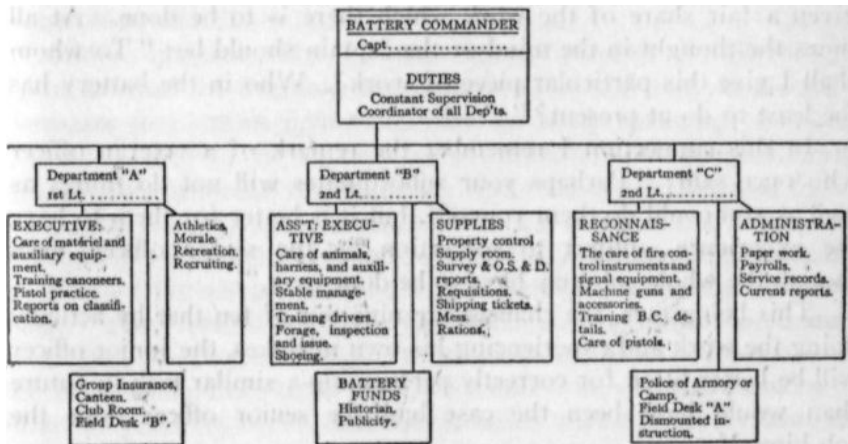 BATTERY COMMANDER
Capt.
DUTIES
Constant Supervision
Coordinator of all Dep'ts.
Department "A"
1st Lt.
EXECUTIVE:
Care of matériel and
auxiliary equip-
ment.
Training canoneers.
Pistol practice.
Reports on classifi-
cation.
Athletics,
Morale.
Recreation.
Recruiting.
Group Insurance,
Canteen.
Club Room.
Field Desk "B".
Department "B"
2nd Lt.
ASS'T: EXECU-
TIVE
Care of animals,
harness, and auxili-
ary equipment.
Stable manage-
ment.
Training drivers.
Forage, inspection
and issue.
Shoeing.
SUPPLIES
Property control
Supply room.
Survey & O.S. & D.
reports.
Requisitions.
Shipping tickets.
Mess.
Rations.
BATTERY
FUNDS
Historian,
Publicity.
Department "C"
2nd Lt.
RECONNAIS-
SANCE
The care of fire con-
trol instruments and
signal equipment.
Machine guns and
accessories.
Training B.C. de-
tails.
Care of pistols.
ADMINISTRA-
TION
Paper work.
Payrolls.
Service records.
Current reports.
Police of Armory or
Camp.
Field Desk "A"
Dismounted in-
struction.